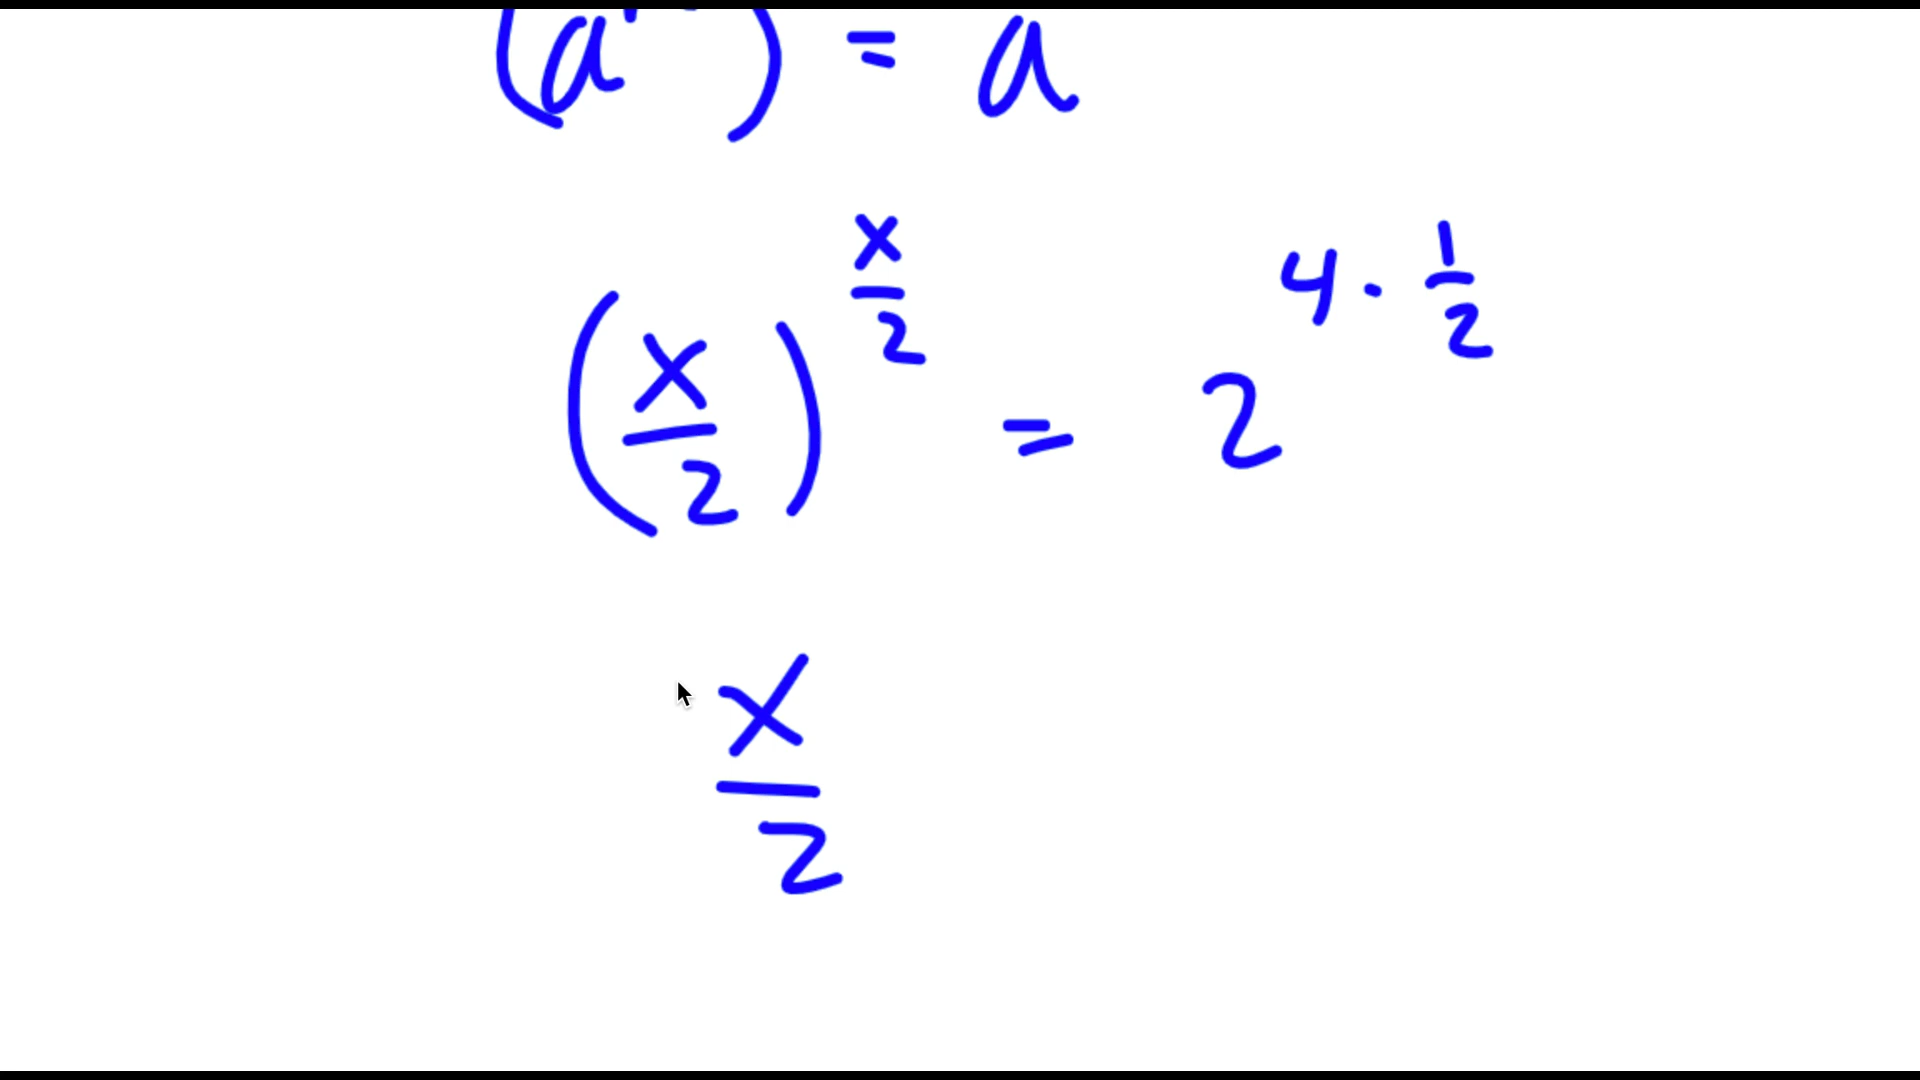 (a ) = a
(x/2)^(x/2) = 2^(4 · 1/2)
x/2